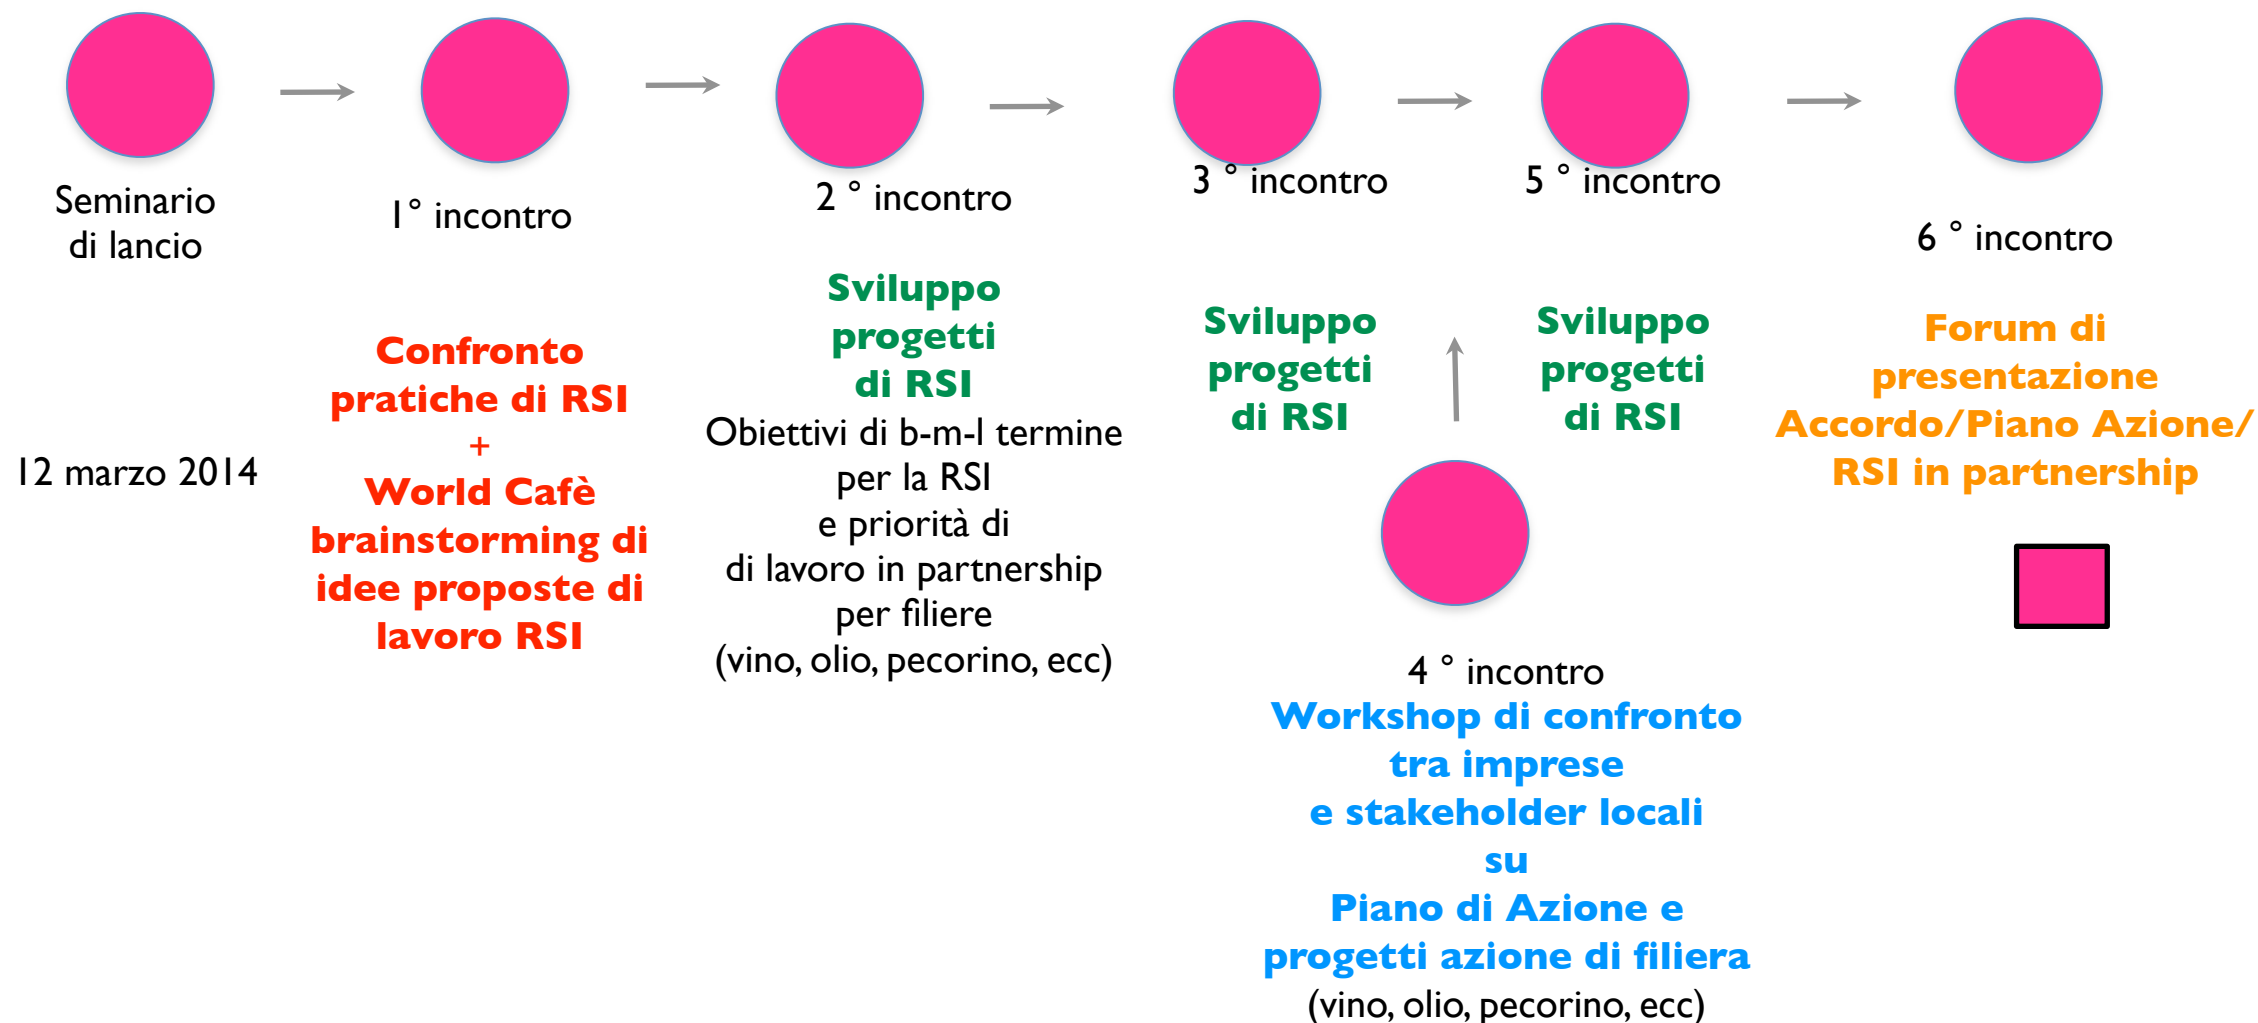 Seminario
di lancio
12 marzo 2014
1° incontro
Confronto
pratiche di RSI
+
World Cafè
brainstorming di
idee proposte di
lavoro RSI
2 ° incontro
Sviluppo
progetti
di RSI
Obiettivi di b-m-l termine
per la RSI
e priorità di
di lavoro in partnership
per filiere
(vino, olio, pecorino, ecc)
3 ° incontro
Sviluppo
progetti
di RSI
4 ° incontro
Workshop di confronto
tra imprese
e stakeholder locali
su
Piano di Azione e
progetti azione di filiera
(vino, olio, pecorino, ecc)
5 ° incontro
Sviluppo
progetti
di RSI
6 ° incontro
Forum di
presentazione
Accordo/Piano Azione/
RSI in partnership